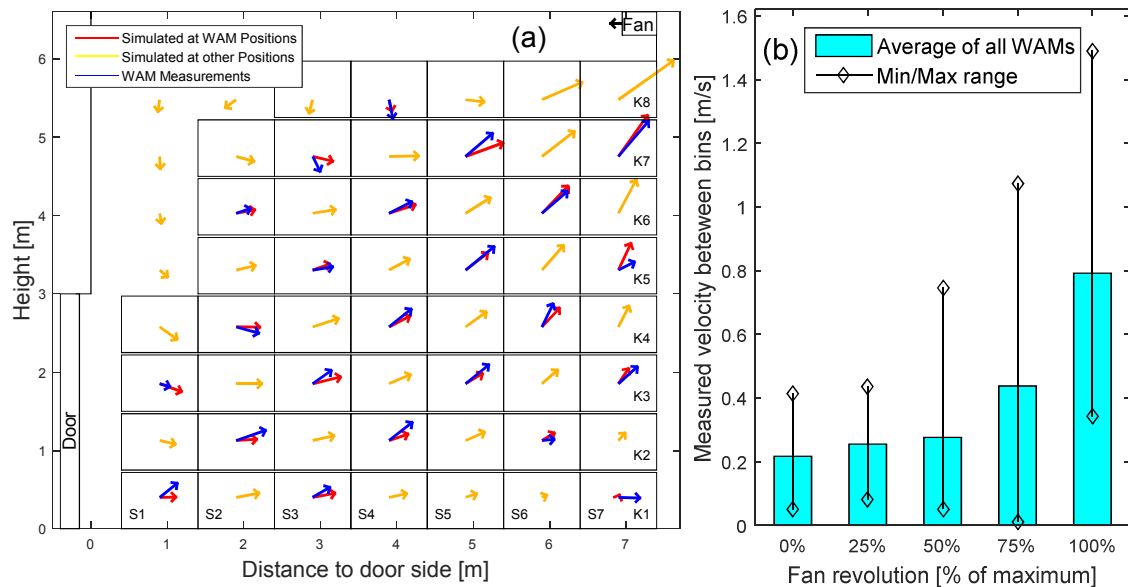 (a)
Fan
Simulated at WAM Positions
Simulated at other Positions
WAM Measurements
Height [m]
6
5
4
3
2
1
0
Door
K8
K7
K6
K5
K4
K3
K2
S1 S2 S3 S4 S5 S6 S7 K1
0 1 2 3 4 5 6 7
Distance to door side [m]
(b)
Average of all WAMs
Min/Max range
Measured velocity beteween bins [m/s]
1.6
1.4
1.2
1
0.8
0.6
0.4
0.2
0
0% 25% 50% 75% 100%
Fan revolution [% of maximum]